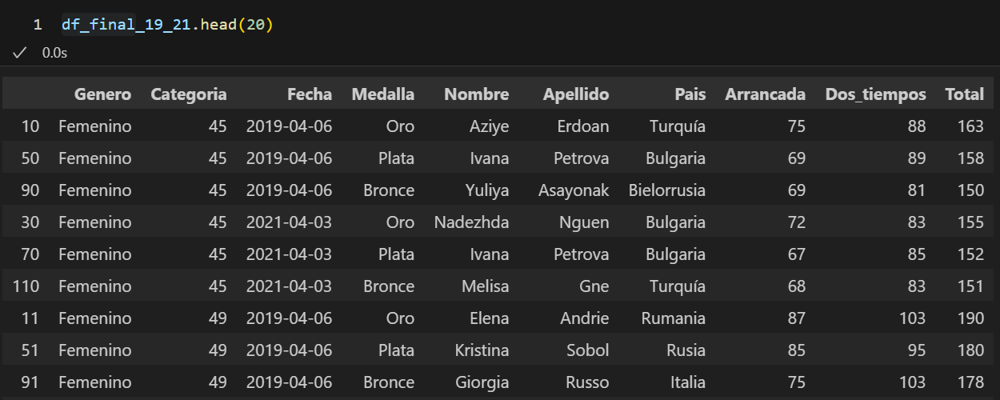 1 df_final_19_21.head(20)
✓ 0.0s
Genero Categoria Fecha Medalla Nombre Apellido Pais Arrancada Dos_tiempos Total
10 Femenino 45 2019-04-06 Oro Aziye Erdoan Turquía 75 88 163
50 Femenino 45 2019-04-06 Plata Ivana Petrova Bulgaria 69 89 158
90 Femenino 45 2019-04-06 Bronce Yuliya Asayonak Bielorrusia 69 81 150
30 Femenino 45 2021-04-03 Oro Nadezhda Nguen Bulgaria 72 83 155
70 Femenino 45 2021-04-03 Plata Ivana Petrova Bulgaria 67 85 152
110 Femenino 45 2021-04-03 Bronce Melisa Gne Turquía 68 83 151
11 Femenino 49 2019-04-06 Oro Elena Andrie Rumania 87 103 190
51 Femenino 49 2019-04-06 Plata Kristina Sobol Rusia 85 95 180
91 Femenino 49 2019-04-06 Bronce Giorgia Russo Italia 75 103 178